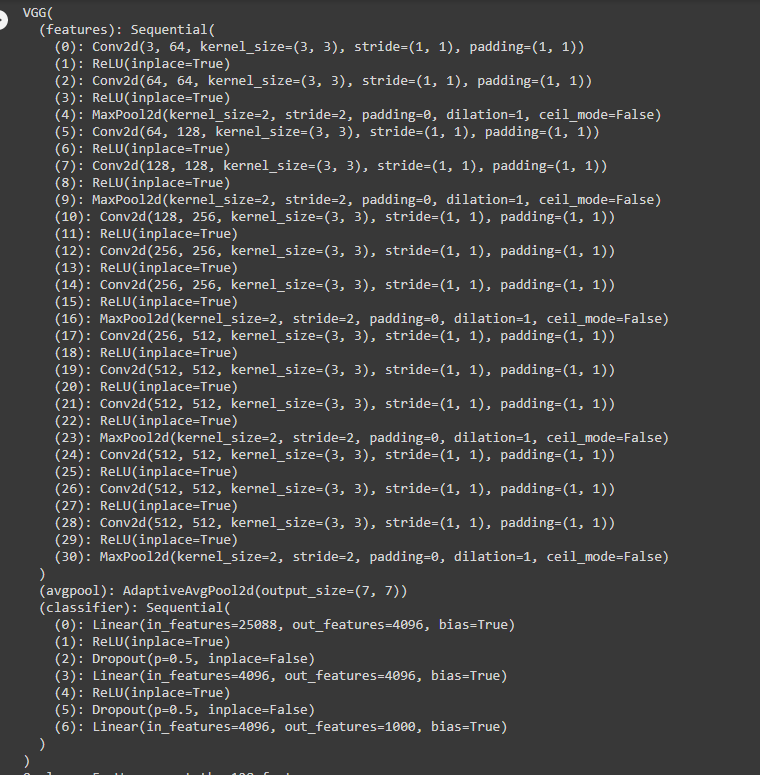 VGG(
(features): Sequential(
(0): Conv2d(3, 64, kernel_size=(3, 3), stride=(1, 1), padding=(1, 1))
(1): ReLU(inplace=True)
(2): Conv2d(64, 64, kernel_size=(3, 3), stride=(1, 1), padding=(1, 1))
(3): ReLU(inplace=True)
(4): MaxPool2d(kernel_size=2, stride=2, padding=0, dilation=1, ceil_mode=False)
(5): Conv2d(64, 128, kernel_size=(3, 3), stride=(1, 1), padding=(1, 1))
(6): ReLU(inplace=True)
(7): Conv2d(128, 128, kernel_size=(3, 3), stride=(1, 1), padding=(1, 1))
(8): ReLU(inplace=True)
(9): MaxPool2d(kernel_size=2, stride=2, padding=0, dilation=1, ceil_mode=False)
(10): Conv2d(128, 256, kernel_size=(3, 3), stride=(1, 1), padding=(1, 1))
(11): ReLU(inplace=True)
(12): Conv2d(256, 256, kernel_size=(3, 3), stride=(1, 1), padding=(1, 1))
(13): ReLU(inplace=True)
(14): Conv2d(256, 256, kernel_size=(3, 3), stride=(1, 1), padding=(1, 1))
(15): ReLU(inplace=True)
(16): MaxPool2d(kernel_size=2, stride=2, padding=0, dilation=1, ceil_mode=False)
(17): Conv2d(256, 512, kernel_size=(3, 3), stride=(1, 1), padding=(1, 1))
(18): ReLU(inplace=True)
(19): Conv2d(512, 512, kernel_size=(3, 3), stride=(1, 1), padding=(1, 1))
(20): ReLU(inplace=True)
(21): Conv2d(512, 512, kernel_size=(3, 3), stride=(1, 1), padding=(1, 1))
(22): ReLU(inplace=True)
(23): MaxPool2d(kernel_size=2, stride=2, padding=0, dilation=1, ceil_mode=False)
(24): Conv2d(512, 512, kernel_size=(3, 3), stride=(1, 1), padding=(1, 1))
(25): ReLU(inplace=True)
(26): Conv2d(512, 512, kernel_size=(3, 3), stride=(1, 1), padding=(1, 1))
(27): ReLU(inplace=True)
(28): Conv2d(512, 512, kernel_size=(3, 3), stride=(1, 1), padding=(1, 1))
(29): ReLU(inplace=True)
(30): MaxPool2d(kernel_size=2, stride=2, padding=0, dilation=1, ceil_mode=False)
)
(avgpool): AdaptiveAvgPool2d(output_size=(7, 7))
(classifier): Sequential(
(0): Linear(in_features=25088, out_features=4096, bias=True)
(1): ReLU(inplace=True)
(2): Dropout(p=0.5, inplace=False)
(3): Linear(in_features=4096, out_features=4096, bias=True)
(4): ReLU(inplace=True)
(5): Dropout(p=0.5, inplace=False)
(6): Linear(in_features=4096, out_features=1000, bias=True)
)
)